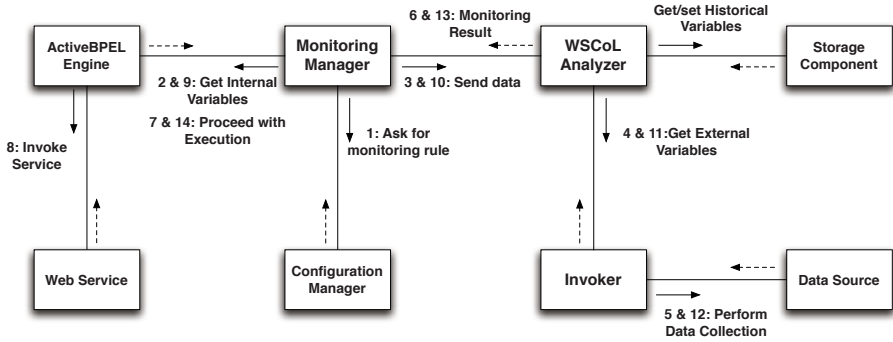 6 & 13: Monitoring
Result
Get/set Historical
Variables
ActiveBPEL
Engine
Monitoring
Manager
WSCoL
Analyzer
Storage
Component
2 & 9: Get Internal
Variables
3 & 10: Send data
7 & 14: Proceed with
Execution
8: Invoke
Service
1: Ask for
monitoring rule
4 & 11:Get External
Variables
Web Service
Configuration
Manager
Invoker
Data Source
5 & 12: Perform
Data Collection